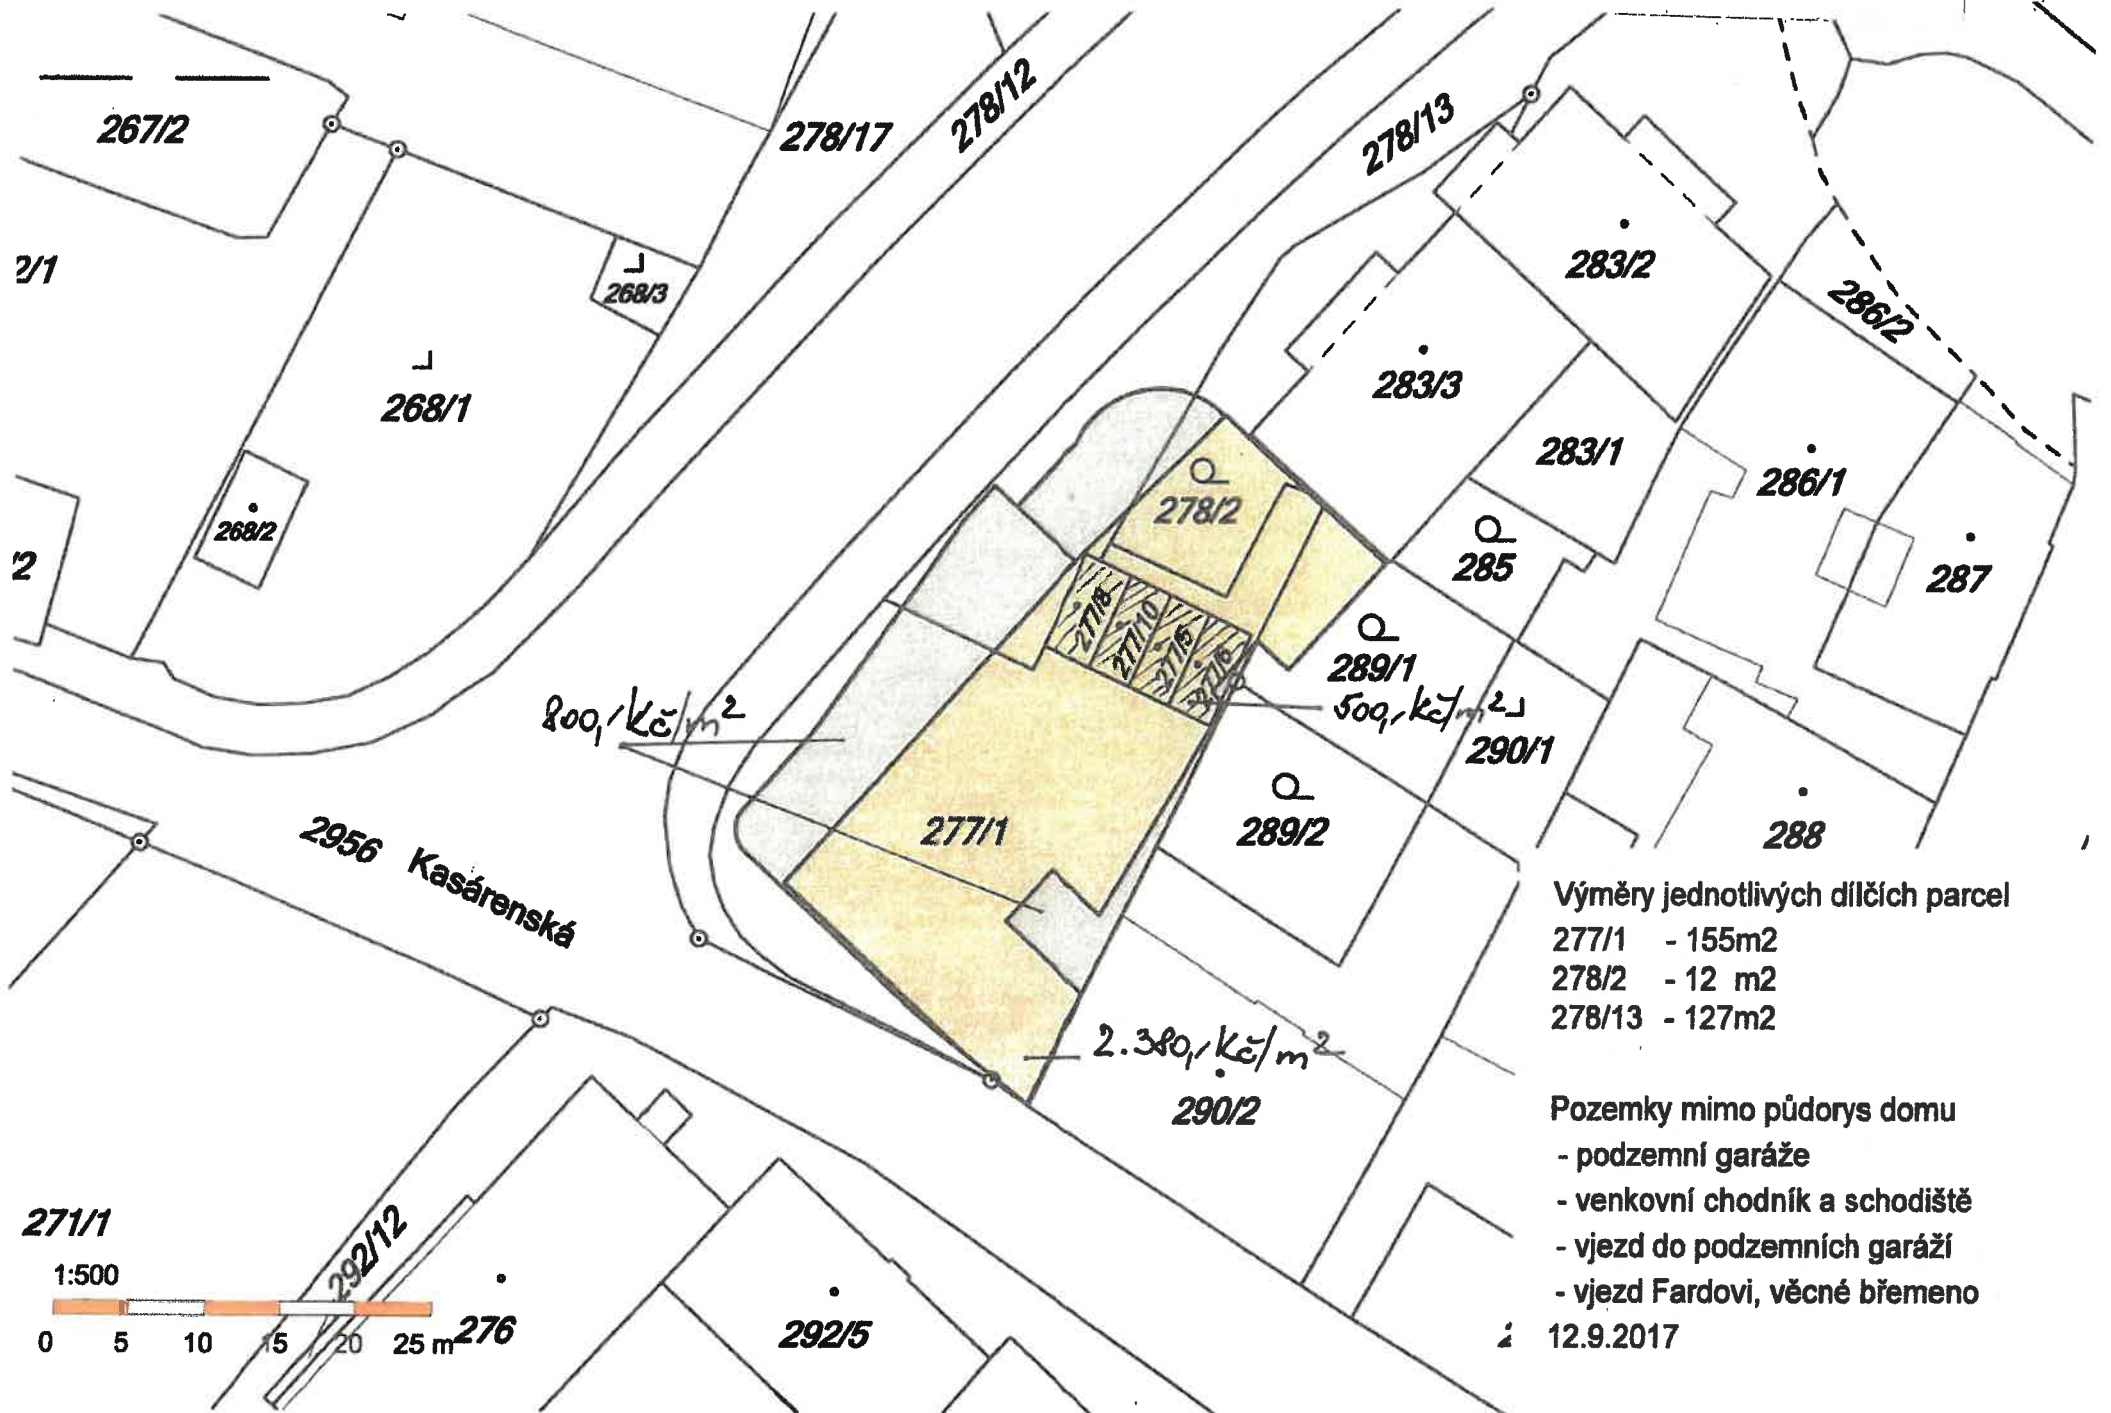 267/2
278/17
278/12
278/13
2/1
268/3
283/2
286/2
268/1
283/3
283/1
286/1
278/2
268/2
285
287
277/8
277/10
277/5
277/6
289/1
800,-Kč/m²
500,-Kč/m²
290/1
277/1
289/2
288
2956 Kasárenská
Výměry jednotlivých dílčích parcel
277/1 - 155m2
278/2 - 12 m2
278/13 - 127m2
2.380,-Kč/m²
290/2
Pozemky mimo půdorys domu
- podzemní garáže
- venkovní chodník a schodiště
- vjezd do podzemních garáží
- vjezd Fardovi, věcné břemeno
12.9.2017
271/1
292/12
1:500
0 5 10 15 20 25 m
276
292/5